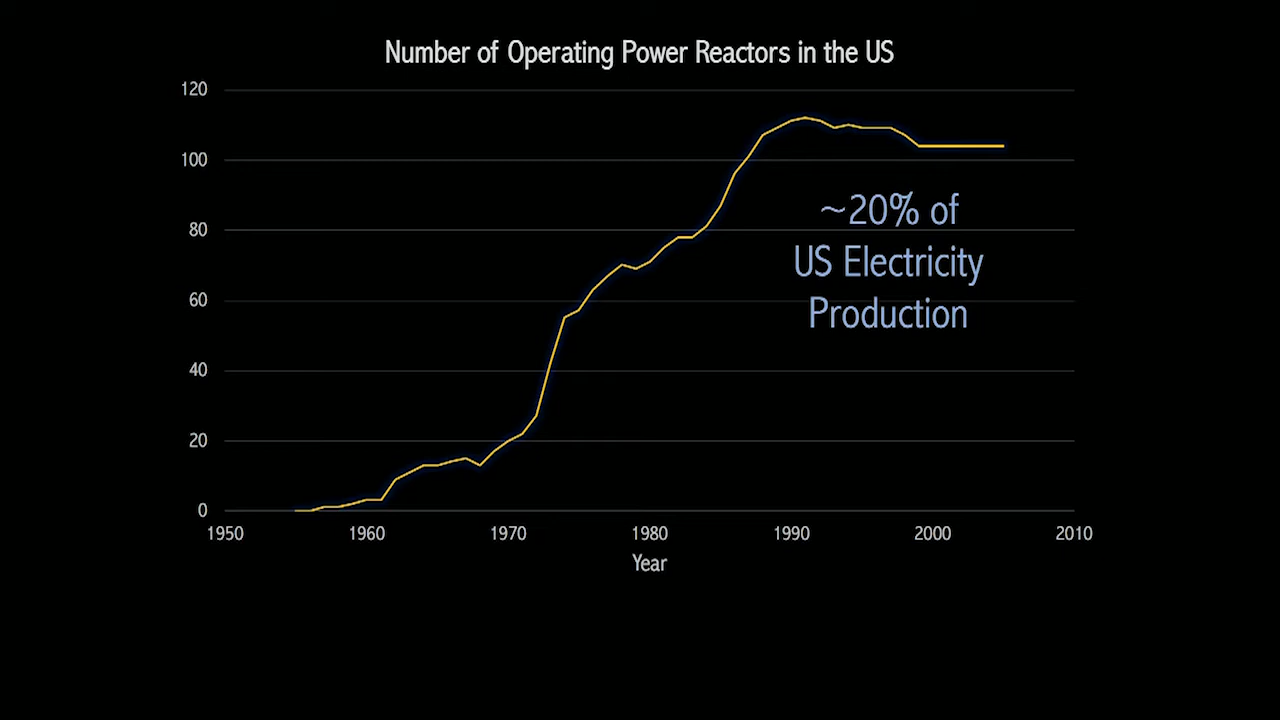 Number of Operating Power Reactors in the US
120
100
80
60
40
20
0
~20% of
US Electricity
Production
1950 1960 1970 1980 1990 2000 2010
Year